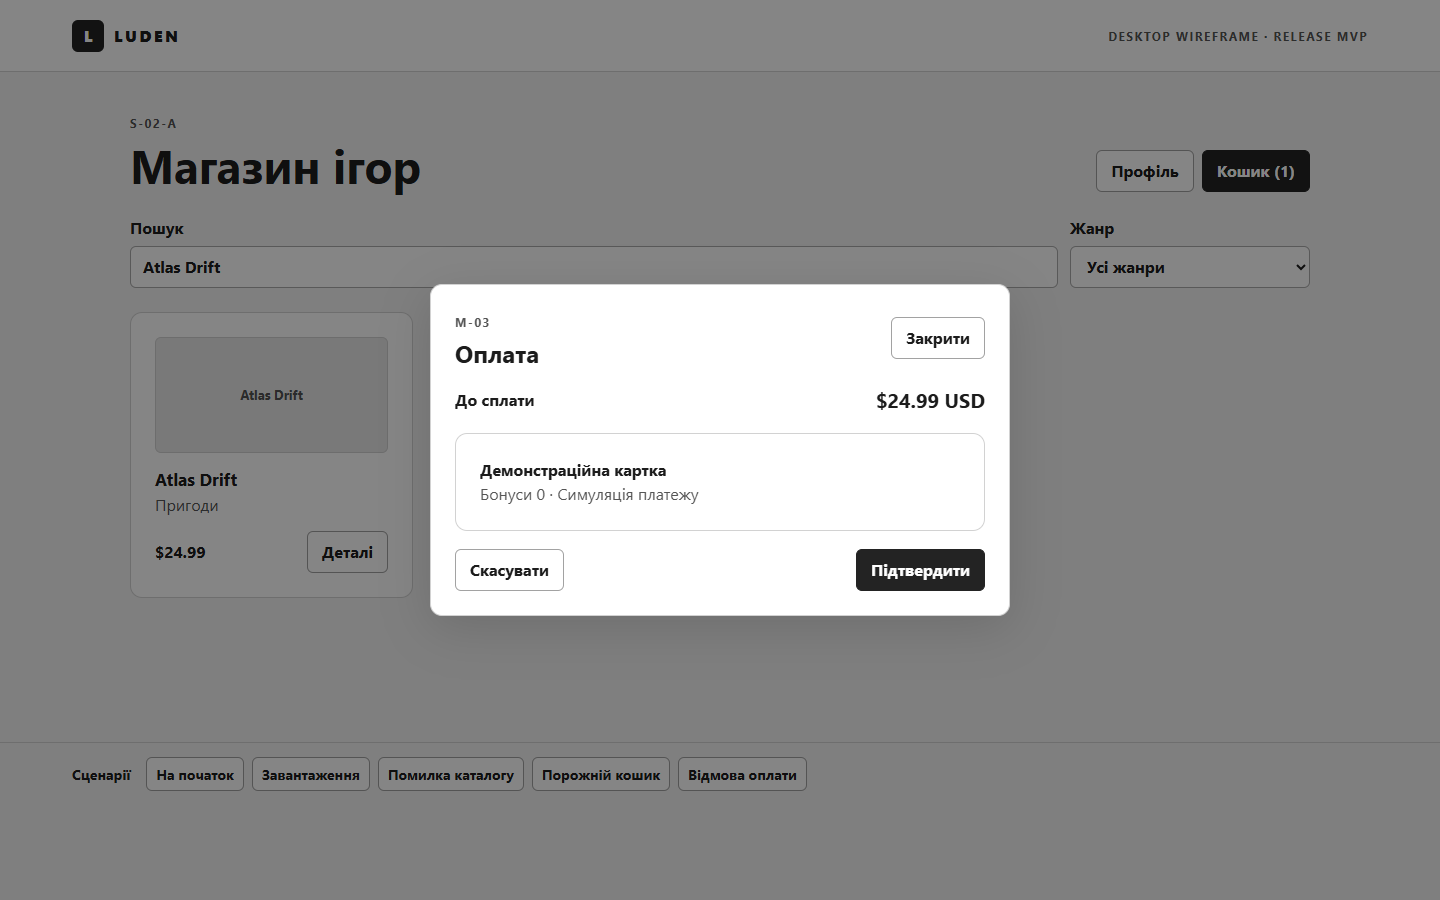 L LUDEN
DESKTOP WIREFRAME · RELEASE MVP
S-02-A
Магазин ігор
Профіль
Кошик (1)
Пошук
Жанр
Atlas Drift
Усі жанри
Atlas Drift
Atlas Drift
Пригоди
$24.99
Деталі
M-03
Оплата
Закрити
До сплати
$24.99 USD
Демонстраційна картка
Бонуси 0 · Симуляція платежу
Скасувати
Підтвердити
Сценарії
На початок
Завантаження
Помилка каталогу
Порожній кошик
Відмова оплати